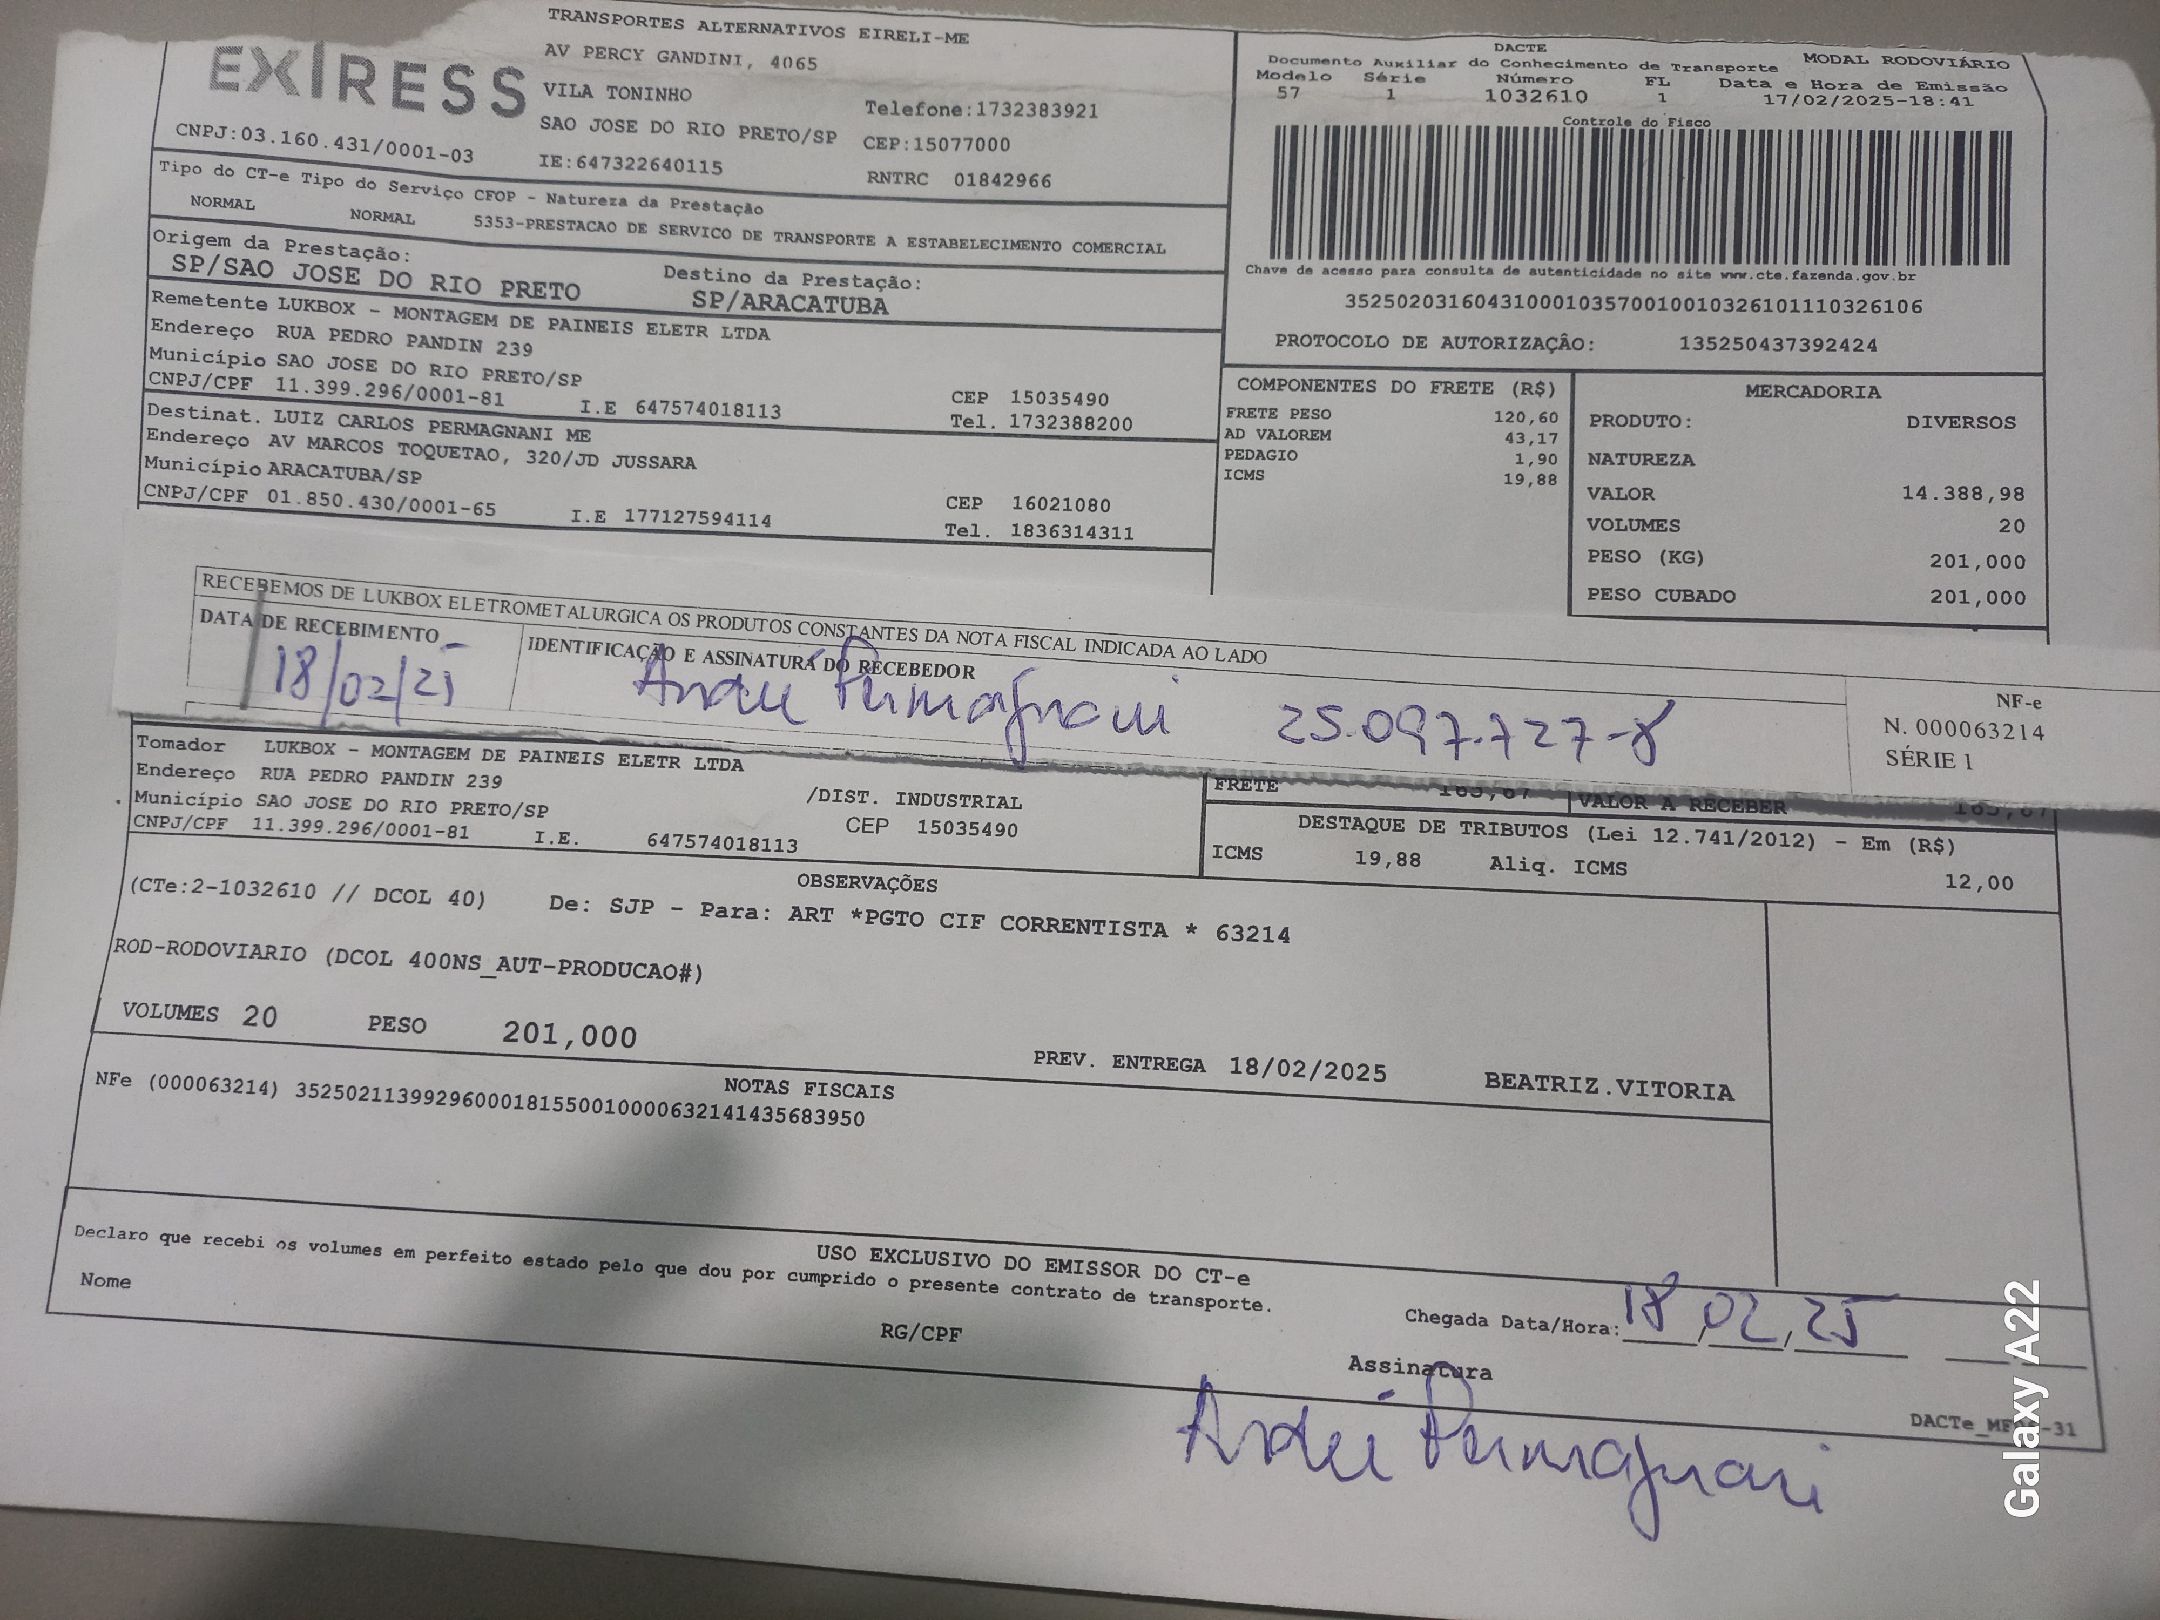 EXIRESS
TRANSPORTES ALTERNATIVOS EIRELI-ME
AV PERCY GANDINI, 4065
VILA TONINHO
Telefone:1732383921
SAO JOSE DO RIO PRETO/SP
CEP:15077000
CNPJ:03.160.431/0001-03
IE:647322640115
RNTRC 01842966
DACTE
MODAL RODOVIÁRIO
Documento Auxiliar do Conhecimento de Transporte
Modelo Série Número FL Data e Hora de Emissão
57 1 1032610 1 17/02/2025-18:41
Controle do Fisco
Chave de acesso para consulta de autenticidade no site www.cte.fazenda.gov.br
35250203160431000103570010010326101110326106
PROTOCOLO DE AUTORIZAÇÃO: 135250437392424
Tipo do CT-e Tipo do Serviço CFOP - Natureza da Prestação
NORMAL NORMAL 5353-PRESTACAO DE SERVICO DE TRANSPORTE A ESTABELECIMENTO COMERCIAL
Origem da Prestação: Destino da Prestação:
SP/SAO JOSE DO RIO PRETO SP/ARACATUBA
Remetente LUKBOX - MONTAGEM DE PAINEIS ELETR LTDA
Endereço RUA PEDRO PANDIN 239
Município SAO JOSE DO RIO PRETO/SP CEP 15035490
CNPJ/CPF 11.399.296/0001-81 I.E 647574018113 Tel. 1732388200
Destinat. LUIZ CARLOS PERMAGNANI ME
Endereço AV MARCOS TOQUETAO, 320/JD JUSSARA
Município ARACATUBA/SP CEP 16021080
CNPJ/CPF 01.850.430/0001-65 I.E 177127594114 Tel. 1836314311
COMPONENTES DO FRETE (R$)
FRETE PESO 120,60
AD VALOREM 43,17
PEDAGIO 1,90
ICMS 19,88
MERCADORIA
PRODUTO: DIVERSOS
NATUREZA
VALOR 14.388,98
VOLUMES 20
PESO (KG) 201,000
PESO CUBADO 201,000
RECEBEMOS DE LUKBOX ELETROMETALURGICA OS PRODUTOS CONSTANTES DA NOTA FISCAL INDICADA AO LADO
DATA DE RECEBIMENTO IDENTIFICAÇÃO E ASSINATURA DO RECEBEDOR
18/02/25 André Permagnani 25.097.727-8
NF-e
N. 000063214
SÉRIE 1
Tomador LUKBOX - MONTAGEM DE PAINEIS ELETR LTDA
Endereço RUA PEDRO PANDIN 239 /DIST. INDUSTRIAL
Município SAO JOSE DO RIO PRETO/SP CEP 15035490
CNPJ/CPF 11.399.296/0001-81 I.E. 647574018113
FRETE 165,67 VALOR A RECEBER 165,67
DESTAQUE DE TRIBUTOS (Lei 12.741/2012) - Em (R$)
ICMS 19,88 Aliq. ICMS 12,00
OBSERVAÇÕES
(CTe:2-1032610 // DCOL 40) De: SJP - Para: ART *PGTO CIF CORRENTISTA * 63214
ROD-RODOVIARIO (DCOL 400NS_AUT-PRODUCAO#)
VOLUMES 20 PESO 201,000
PREV. ENTREGA 18/02/2025 BEATRIZ.VITORIA
NOTAS FISCAIS
NFe (000063214) 35250211399296000181550010000632141435683950
USO EXCLUSIVO DO EMISSOR DO CT-e
Declaro que recebi os volumes em perfeito estado pelo que dou por cumprido o presente contrato de transporte.
Nome RG/CPF
Chegada Data/Hora: 18/02/25
Assinatura
André Permagnani
Galaxy A22